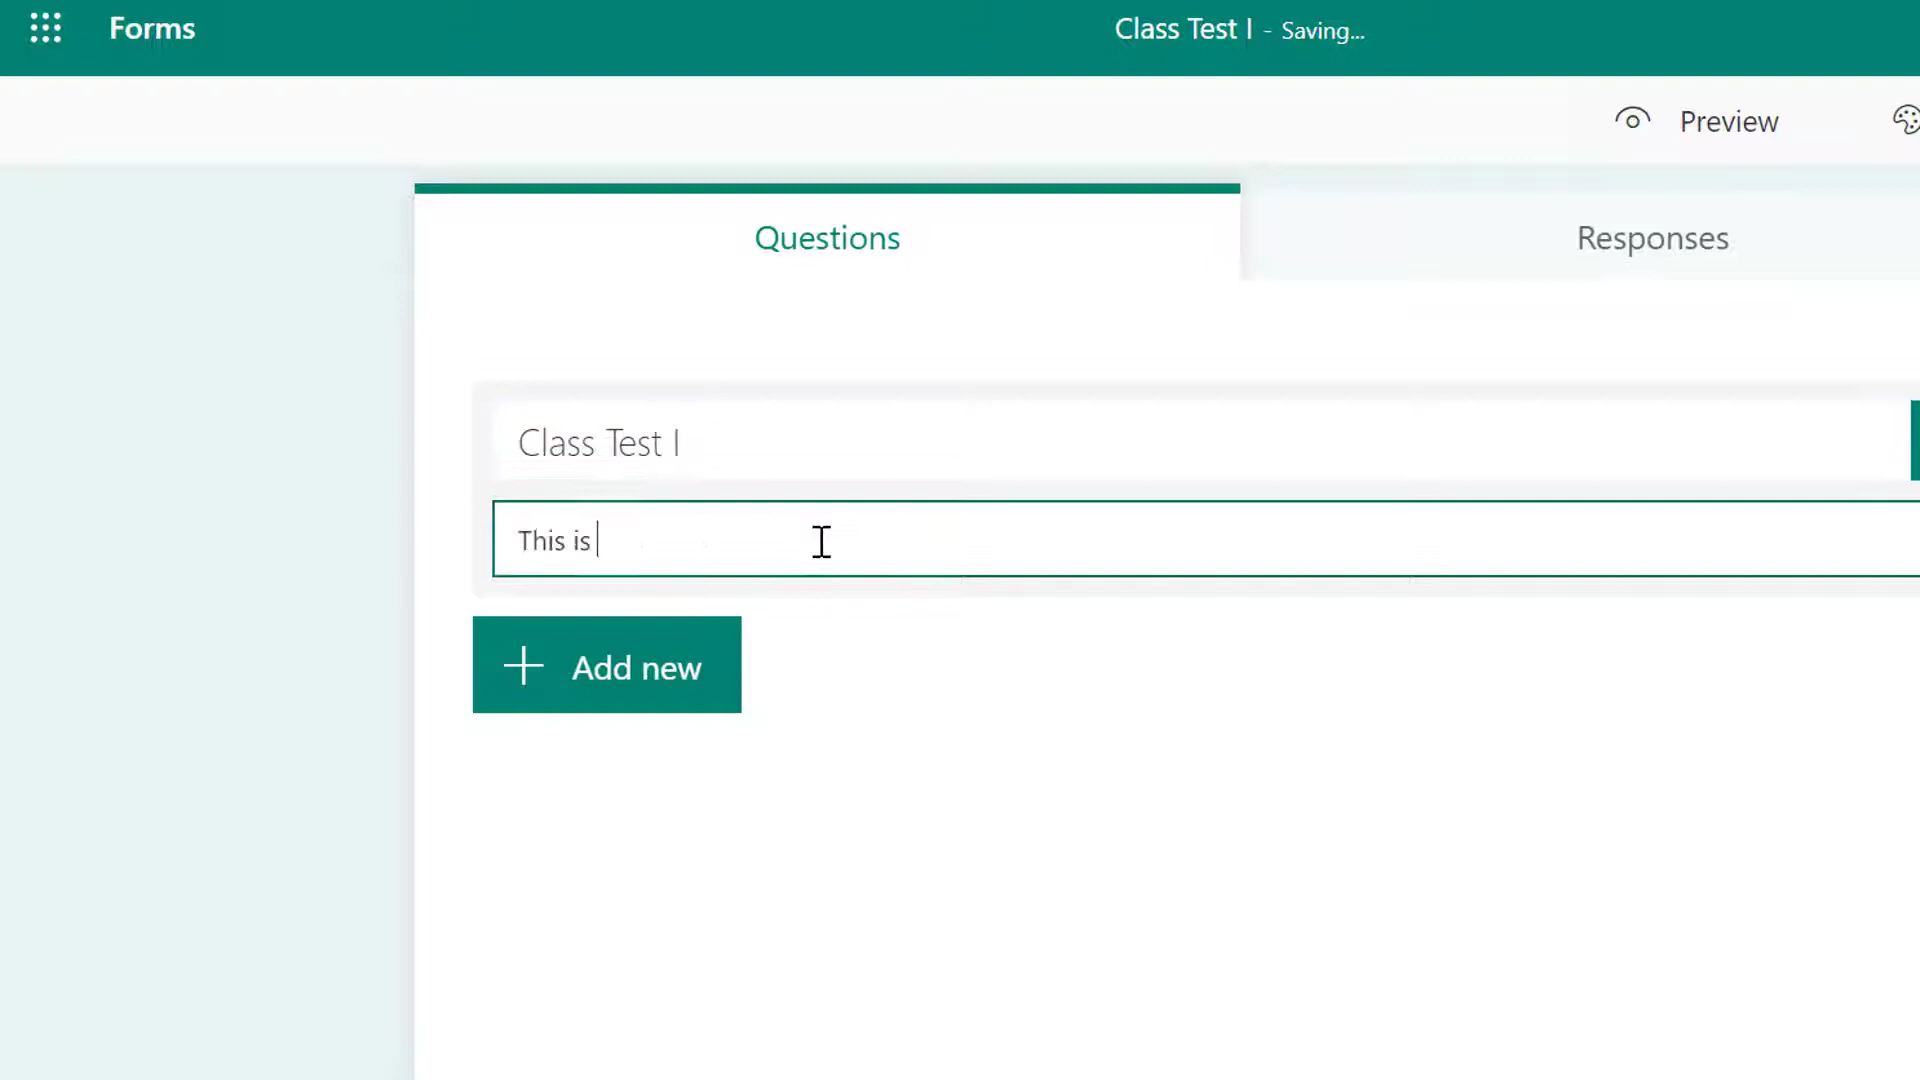 Forms
Class Test I - Saving...
Preview
Questions
Responses
Class Test I
This is
Add new